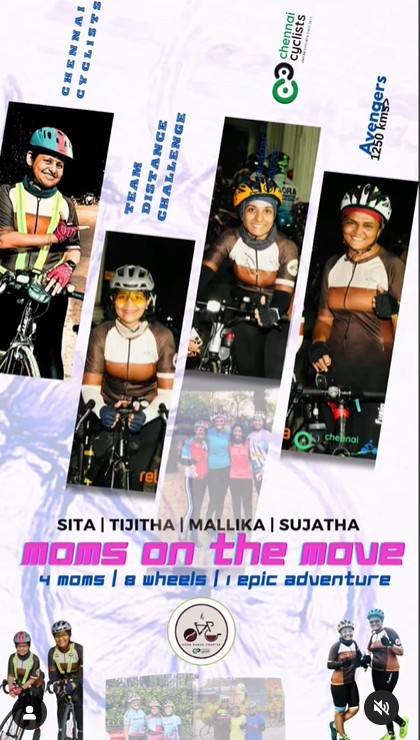 CHENNAI
CYCLISTS
chennai
cyclists
TEAM
DISTANCE
CHALLENGE
Avengers
1250 kms>
chennai
SITA | TIJITHA | MALLIKA | SUJATHA
moms on the move
4 moms | 8 wheels | 1 epic adventure